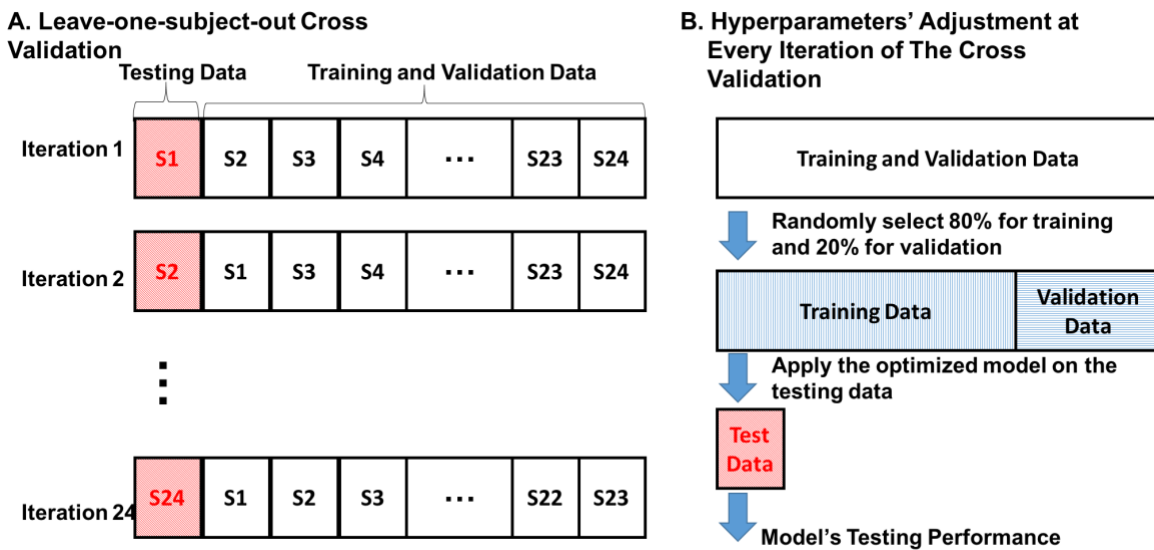 A. Leave-one-subject-out Cross
Validation
Testing Data
Training and Validation Data
Iteration 1
S1 S2 S3 S4 ... S23 S24
Iteration 2
S2 S1 S3 S4 ... S23 S24
Iteration 24
S24 S1 S2 S3 ... S22 S23
B. Hyperparameters' Adjustment at
Every Iteration of The Cross
Validation
Training and Validation Data
Randomly select 80% for training
and 20% for validation
Training Data
Validation
Data
Apply the optimized model on the
testing data
Test
Data
Model's Testing Performance